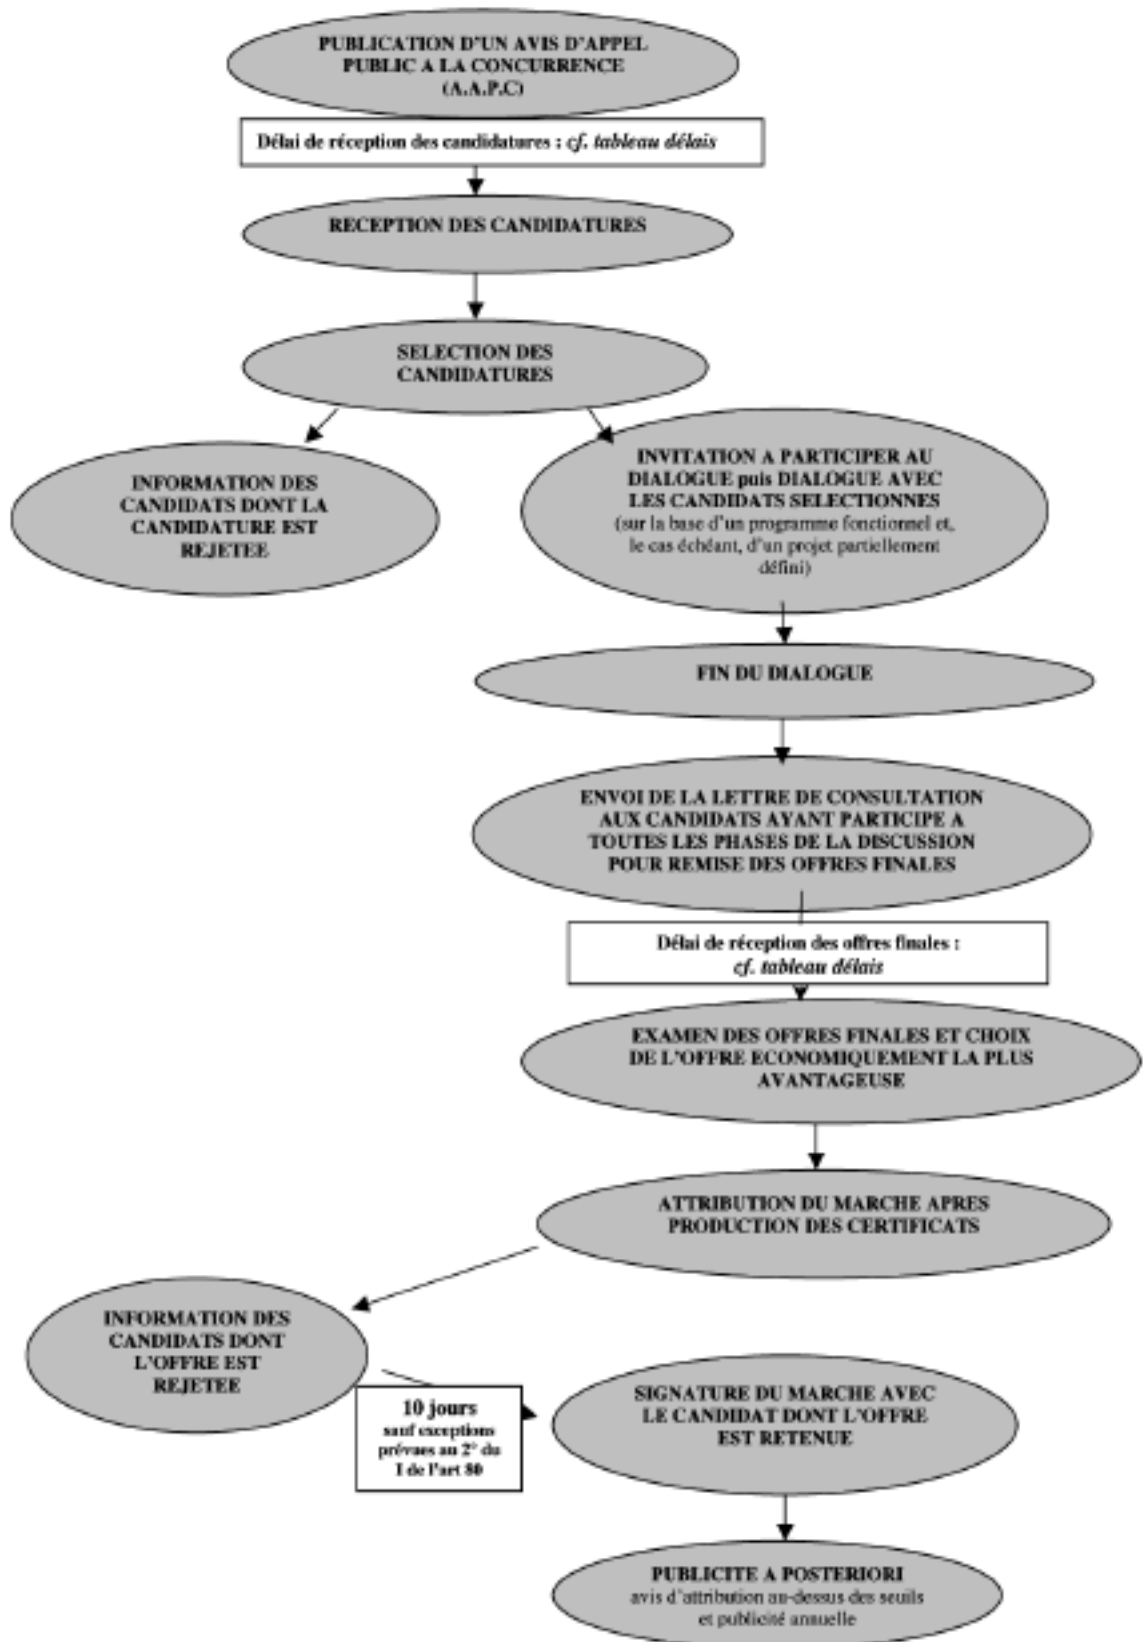 PUBLICATION D'UN AVIS D'APPEL
PUBLIC A LA CONCURRENCE
(A.A.P.C)
Délai de réception des candidatures : cf. tableau délais
RECEPTION DES CANDIDATURES
SELECTION DES
CANDIDATURES
INFORMATION DES
CANDIDATS DONT LA
CANDIDATURE EST
REJETEE
INVITATION A PARTICIPER AU
DIALOGUE puis DIALOGUE AVEC
LES CANDIDATS SELECTIONNES
(sur la base d'un programme fonctionnel et,
le cas échéant, d'un projet partiellement
défini)
FIN DU DIALOGUE
ENVOI DE LA LETTRE DE CONSULTATION
AUX CANDIDATS AYANT PARTICIPE A
TOUTES LES PHASES DE LA DISCUSSION
POUR REMISE DES OFFRES FINALES
Délai de réception des offres finales :
cf. tableau délais
EXAMEN DES OFFRES FINALES ET CHOIX
DE L'OFFRE ECONOMIQUEMENT LA PLUS
AVANTAGEUSE
ATTRIBUTION DU MARCHE APRES
PRODUCTION DES CERTIFICATS
INFORMATION DES
CANDIDATS DONT
L'OFFRE EST
REJETEE
10 jours
sauf exceptions
prévues au 2° du
I de l'art 80
SIGNATURE DU MARCHE AVEC
LE CANDIDAT DONT L'OFFRE
EST RETENUE
PUBLICITE A POSTERIORI
avis d'attribution au-dessus des seuils
et publicité annuelle